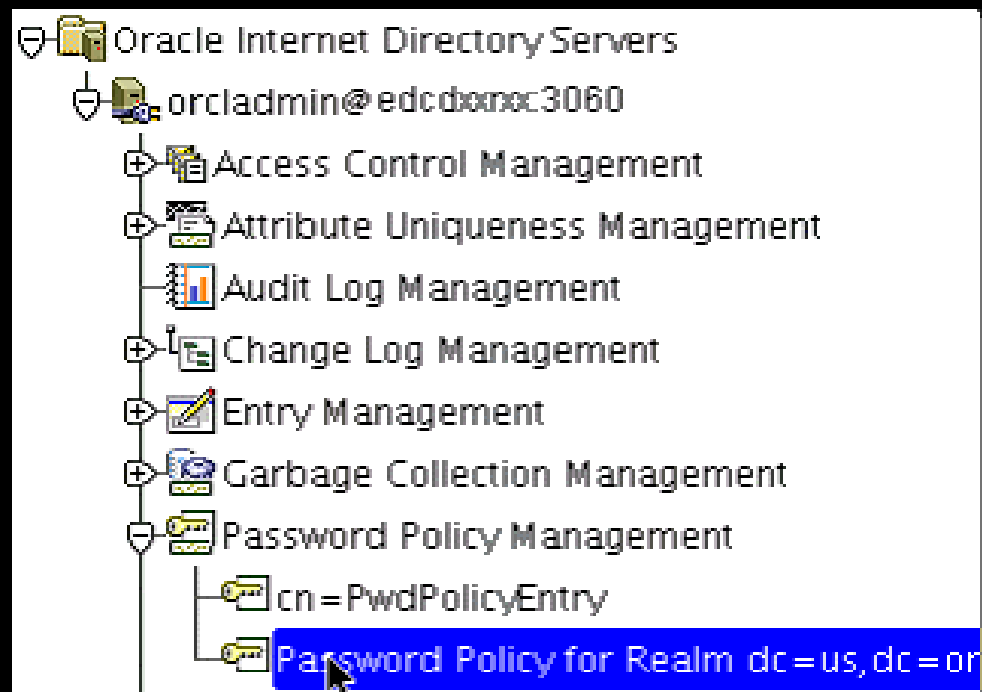 Oracle Internet Directory Servers
orcladmin@ :3060
Access Control Management
Attribute Uniqueness Management
Audit Log Management
Change Log Management
Entry Management
Garbage Collection Management
Password Policy Management
cn=PwdPolicyEntry
Password Policy for Realm dc=us,dc=or